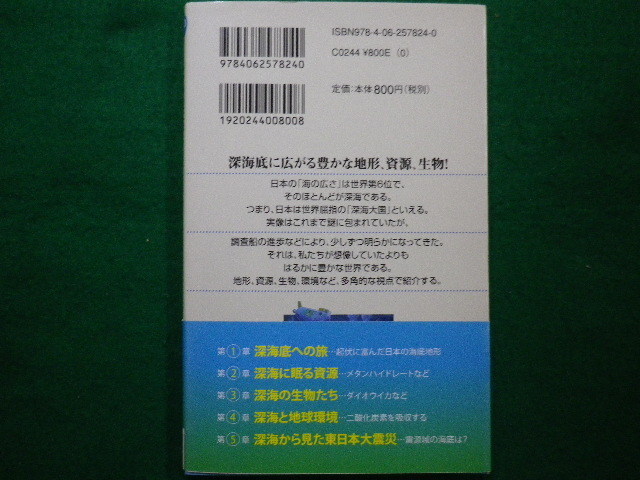 ISBN978-4-06-257824-0
C0244 ¥800E (0)
9784062578240
定価:本体800円(税別)
1920244008008
深海底に広がる豊かな地形、資源、生物!
日本の「海の広さ」は世界第6位で、
そのほとんどが深海である。
つまり、日本は世界屈指の「深海大国」といえる。
実像はこれまで謎に包まれていたが、
調査船の進歩などにより、少しずつ明らかになってきた。
それは、私たちが想像していたよりも
はるかに豊かな世界である。
地形、資源、生物、環境など、多角的な視点で紹介する。
第1章 深海底への旅…起伏に富んだ日本の海底地形
第2章 深海に眠る資源…メタンハイドレートなど
第3章 深海の生物たち…ダイオウイカなど
第4章 深海と地球環境…二酸化炭素を吸収する
第5章 深海から見た東日本大震災…震源域の海底は?